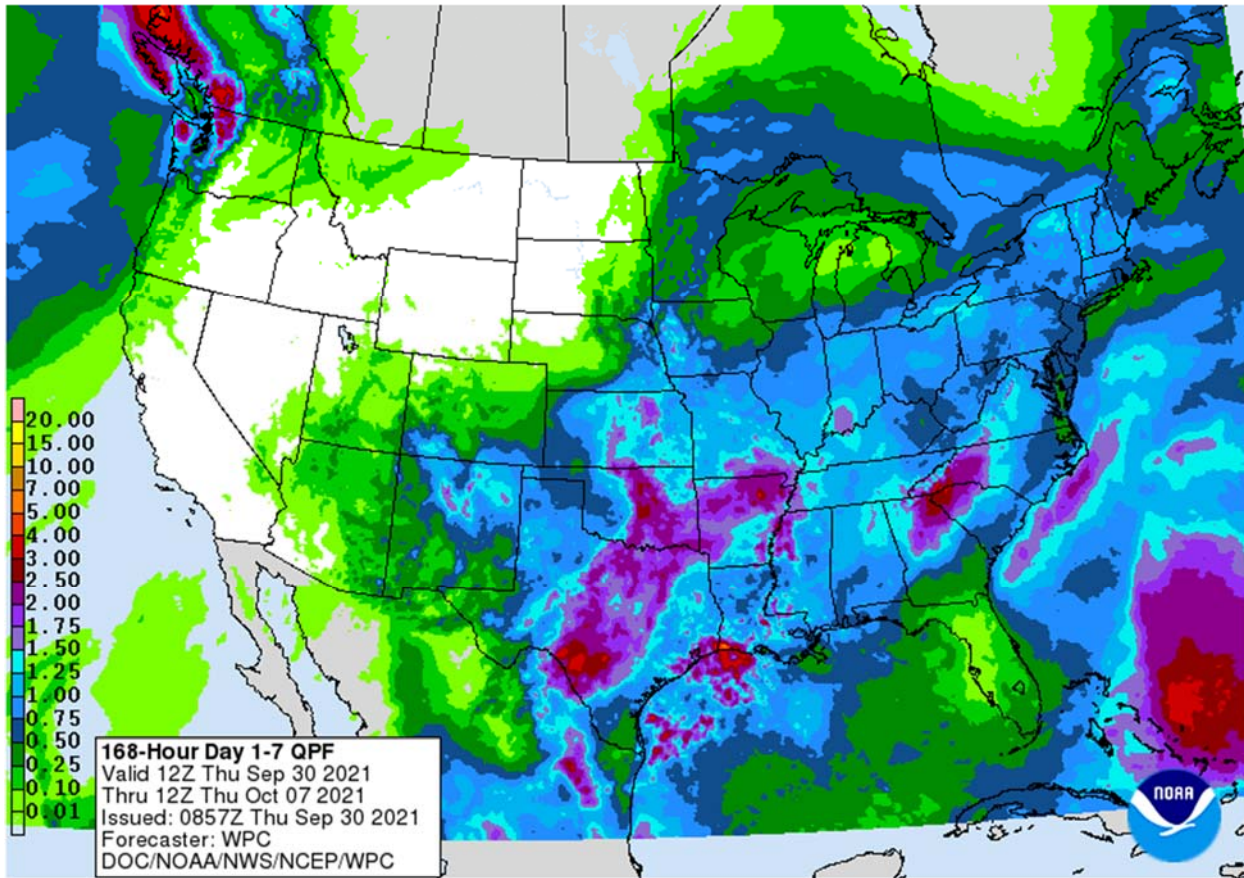 20.00
15.00
10.00
7.00
5.00
4.00
3.00
2.50
2.00
1.75
1.50
1.25
1.00
0.75
0.50
0.25
0.10
0.01
168-Hour Day 1-7 QPF
Valid 12Z Thu Sep 30 2021
Thru 12Z Thu Oct 07 2021
Issued: 0857Z Thu Sep 30 2021
Forecaster: WPC
DOC/NOAA/NWS/NCEP/WPC
NOAA